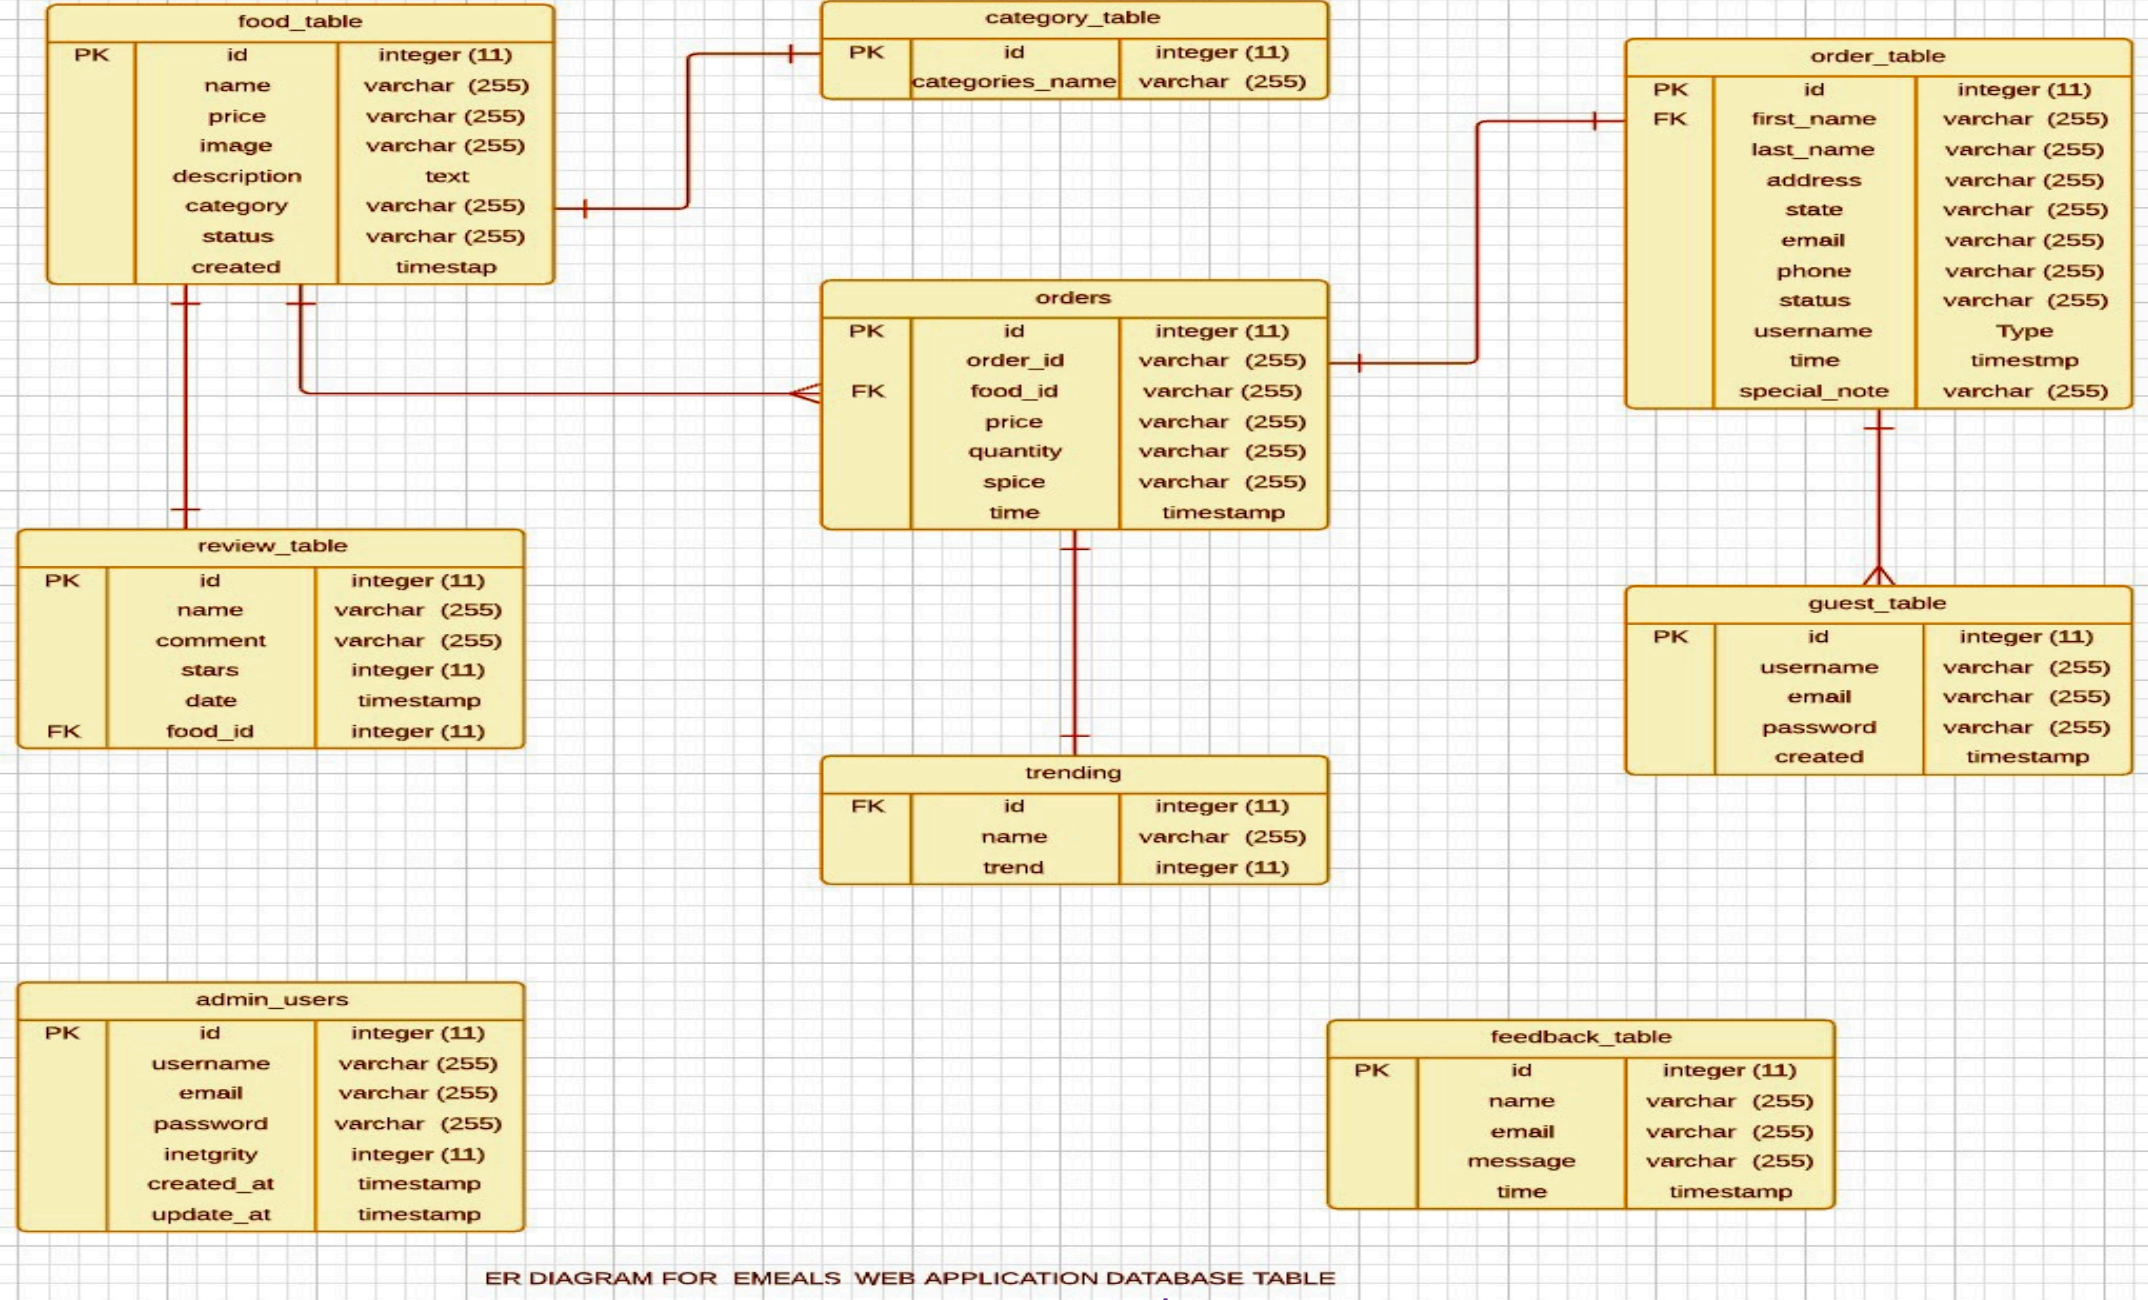 food_table
PK id integer (11)
name varchar (255)
price varchar (255)
image varchar (255)
description text
category varchar (255)
status varchar (255)
created timestap
category_table
PK id integer (11)
categories_name varchar (255)
order_table
PK id integer (11)
FK first_name varchar (255)
last_name varchar (255)
address varchar (255)
state varchar (255)
email varchar (255)
phone varchar (255)
status varchar (255)
username Type
time timestmp
special_note varchar (255)
orders
PK id integer (11)
order_id varchar (255)
FK food_id varchar (255)
price varchar (255)
quantity varchar (255)
spice varchar (255)
time timestamp
review_table
PK id integer (11)
name varchar (255)
comment varchar (255)
stars integer (11)
date timestamp
FK food_id integer (11)
guest_table
PK id integer (11)
username varchar (255)
email varchar (255)
password varchar (255)
created timestamp
trending
FK id integer (11)
name varchar (255)
trend integer (11)
admin_users
PK id integer (11)
username varchar (255)
email varchar (255)
password varchar (255)
inetgrity integer (11)
created_at timestamp
update_at timestamp
feedback_table
PK id integer (11)
name varchar (255)
email varchar (255)
message varchar (255)
time timestamp
ER DIAGRAM FOR EMEALS WEB APPLICATION DATABASE TABLE